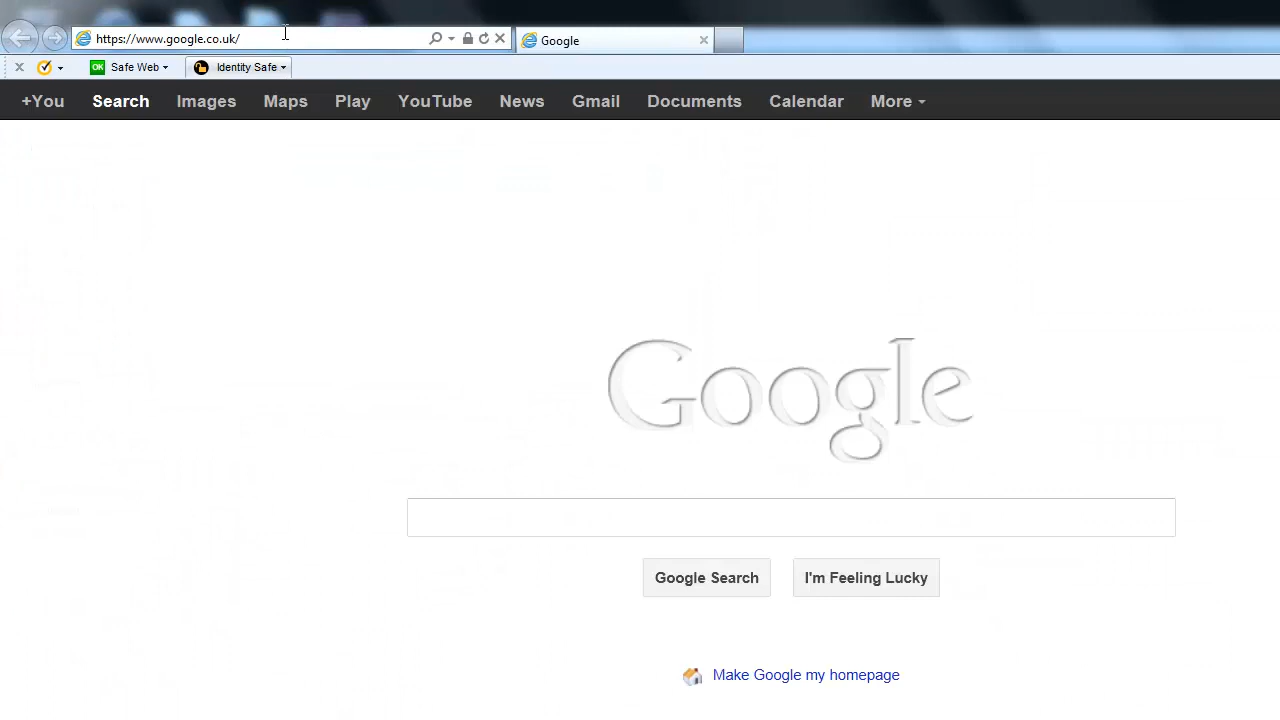 https://www.google.co.uk/
Google
OK Safe Web Identity Safe
+You Search Images Maps Play YouTube News Gmail Documents Calendar More
Google
Google Search I'm Feeling Lucky
Make Google my homepage